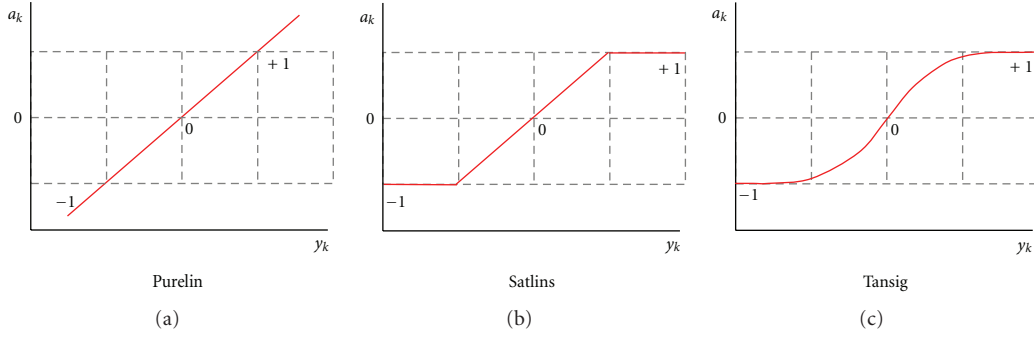 a_k
+ 1
0
0
−1
y_k
Purelin
(a)
a_k
+ 1
0
0
−1
y_k
Satlins
(b)
a_k
+ 1
0
0
−1
y_k
Tansig
(c)